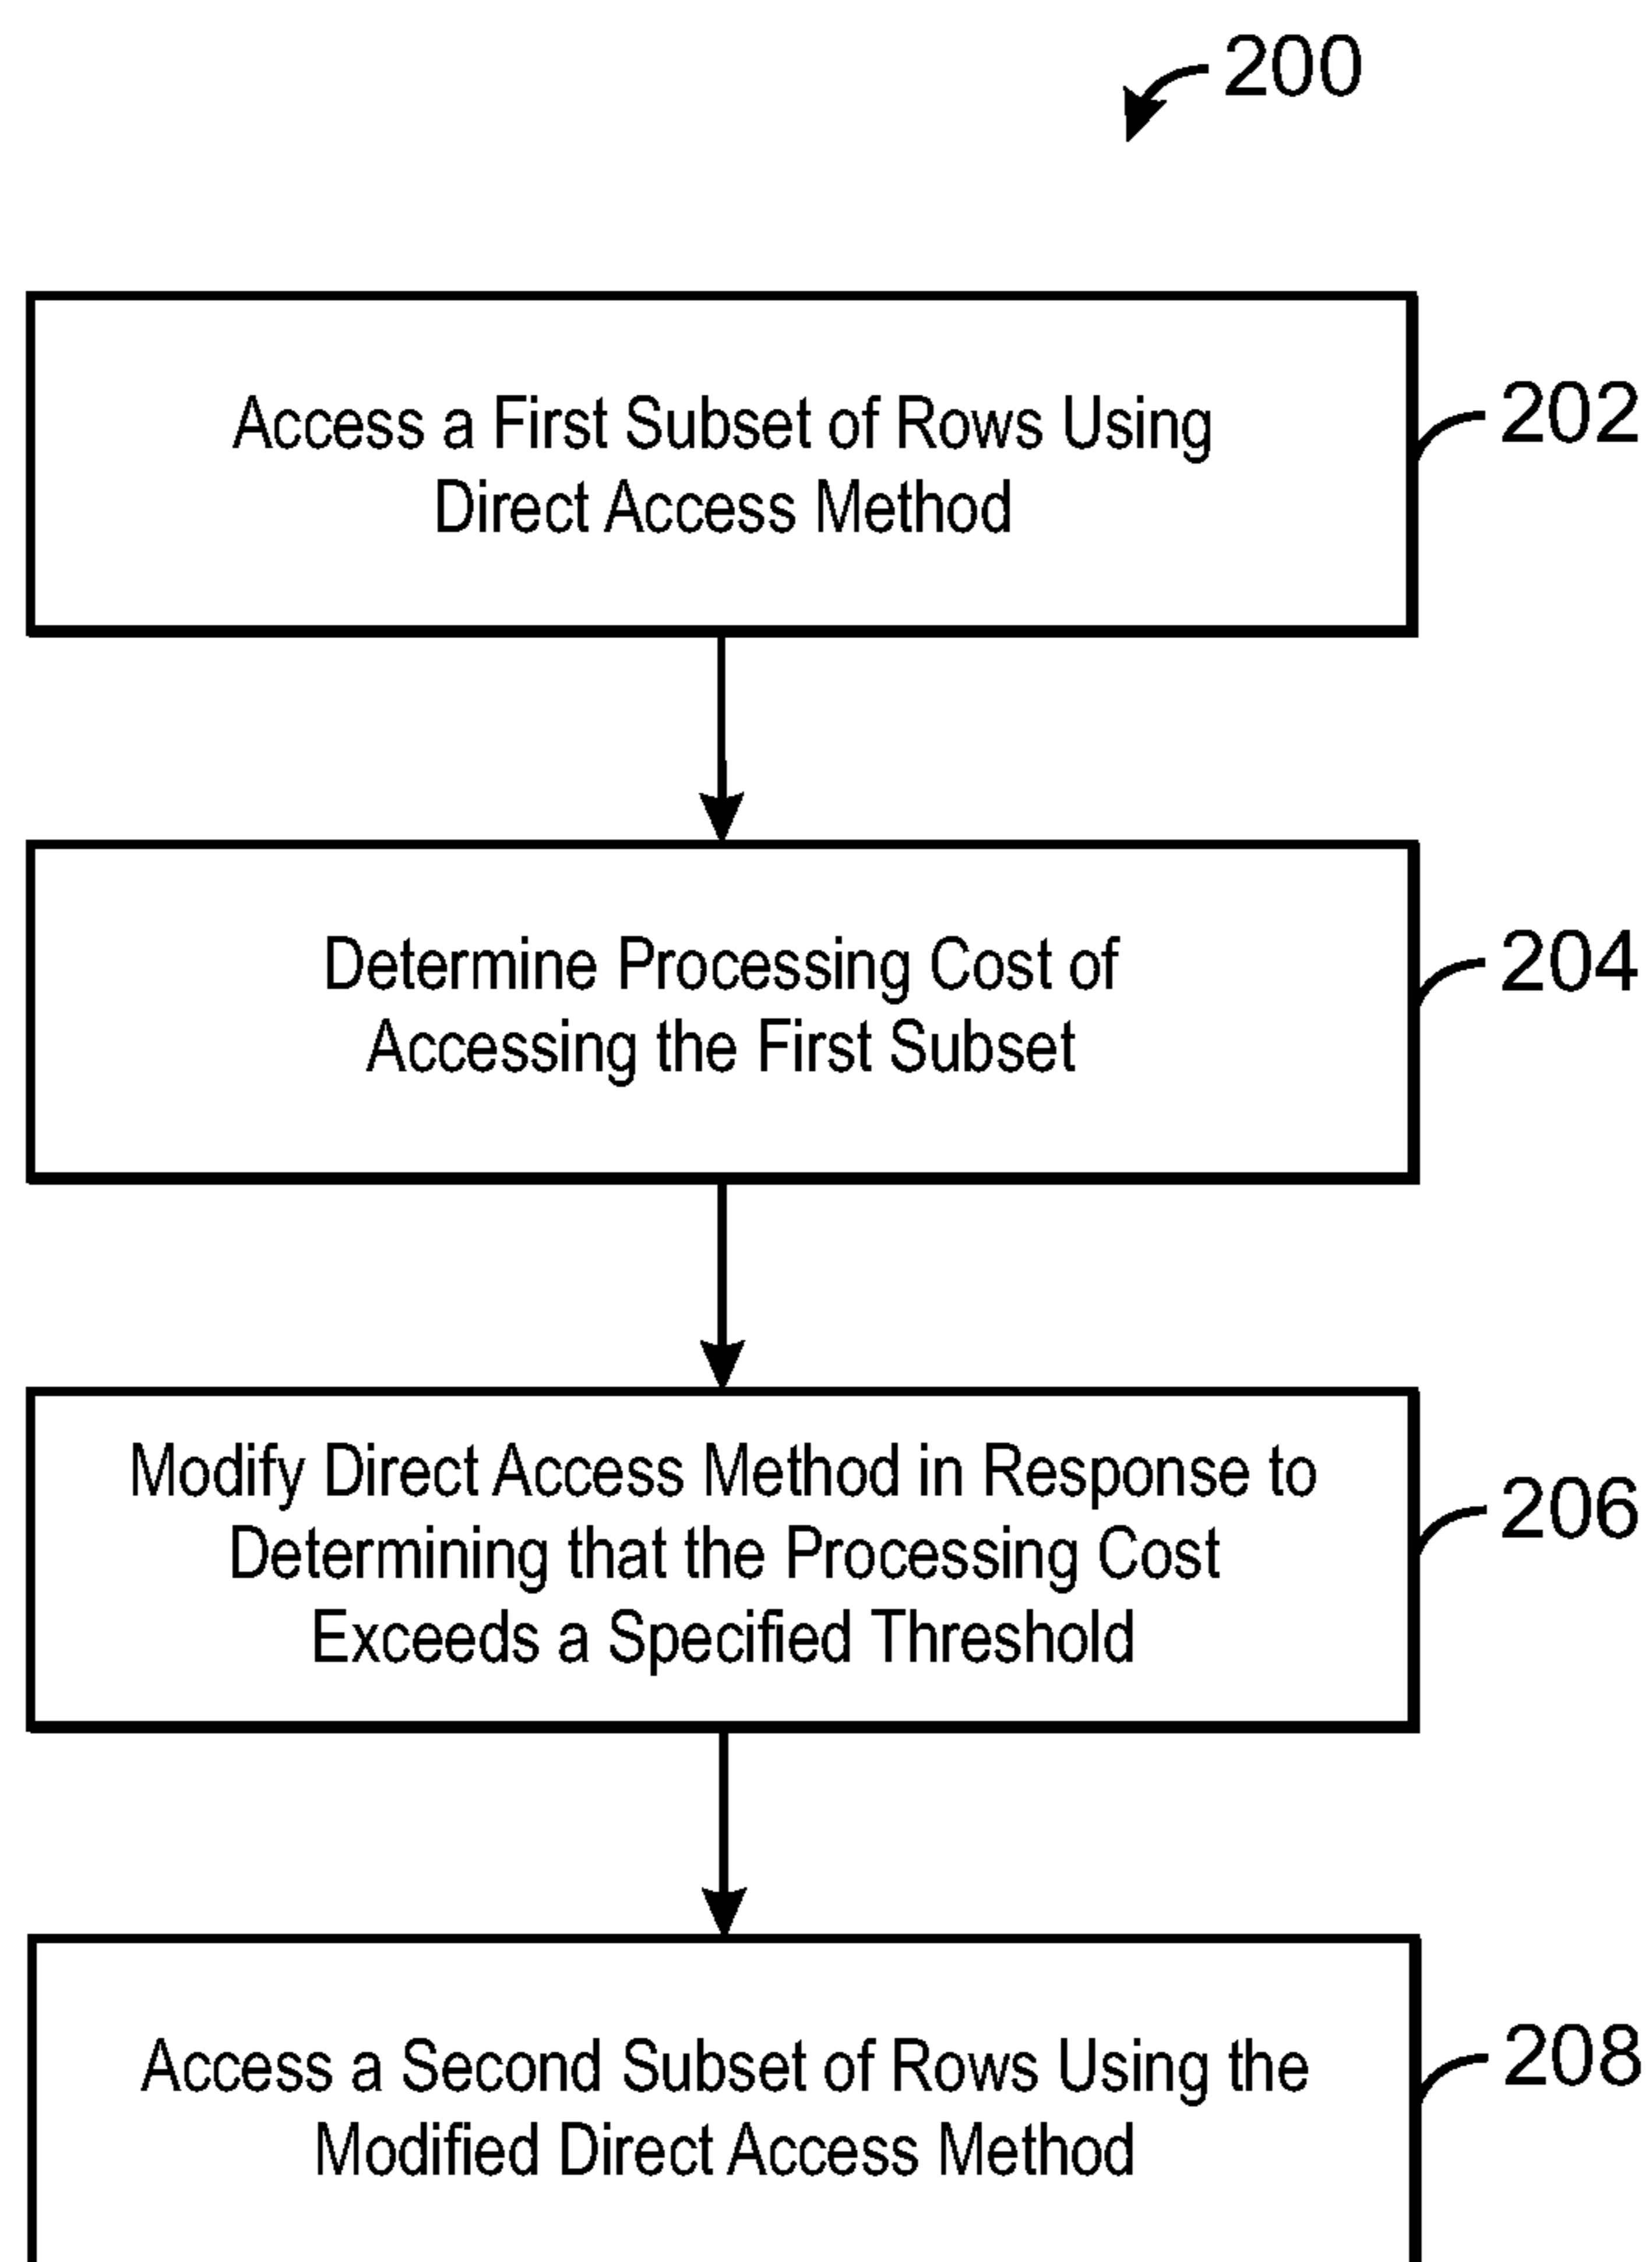 200
Access a First Subset of Rows Using
Direct Access Method
202
Determine Processing Cost of
Accessing the First Subset
204
Modify Direct Access Method in Response to
Determining that the Processing Cost
Exceeds a Specified Threshold
206
Access a Second Subset of Rows Using the
Modified Direct Access Method
208